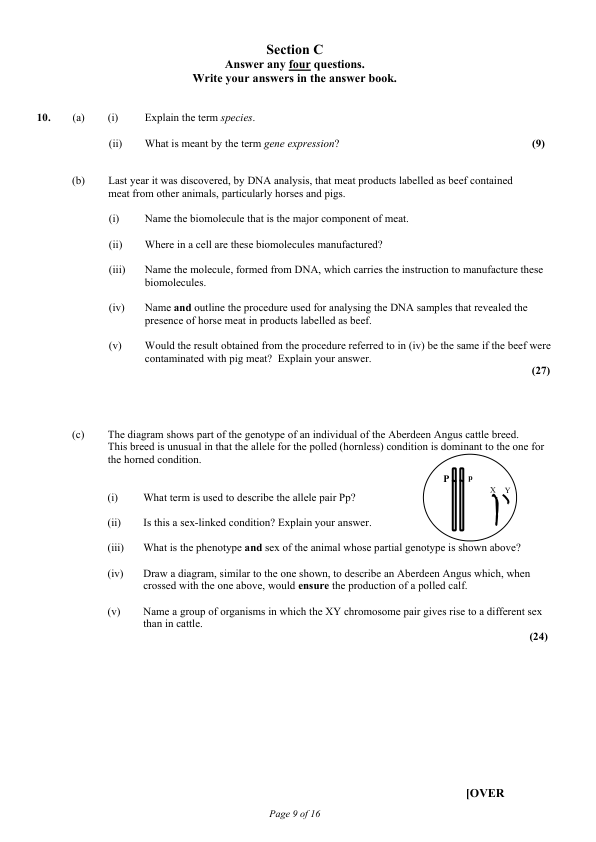 Section C
Answer any four questions.
Write your answers in the answer book.
10. (a) (i) Explain the term species.
(ii) What is meant by the term gene expression? (9)
(b) Last year it was discovered, by DNA analysis, that meat products labelled as beef contained
meat from other animals, particularly horses and pigs.
(i) Name the biomolecule that is the major component of meat.
(ii) Where in a cell are these biomolecules manufactured?
(iii) Name the molecule, formed from DNA, which carries the instruction to manufacture these
biomolecules.
(iv) Name and outline the procedure used for analysing the DNA samples that revealed the
presence of horse meat in products labelled as beef.
(v) Would the result obtained from the procedure referred to in (iv) be the same if the beef were
contaminated with pig meat? Explain your answer.
(27)
(c) The diagram shows part of the genotype of an individual of the Aberdeen Angus cattle breed.
This breed is unusual in that the allele for the polled (hornless) condition is dominant to the one for
the horned condition.
P p
X Y
(i) What term is used to describe the allele pair Pp?
(ii) Is this a sex-linked condition? Explain your answer.
(iii) What is the phenotype and sex of the animal whose partial genotype is shown above?
(iv) Draw a diagram, similar to the one shown, to describe an Aberdeen Angus which, when
crossed with the one above, would ensure the production of a polled calf.
(v) Name a group of organisms in which the XY chromosome pair gives rise to a different sex
than in cattle.
(24)
[OVER
Page 9 of 16